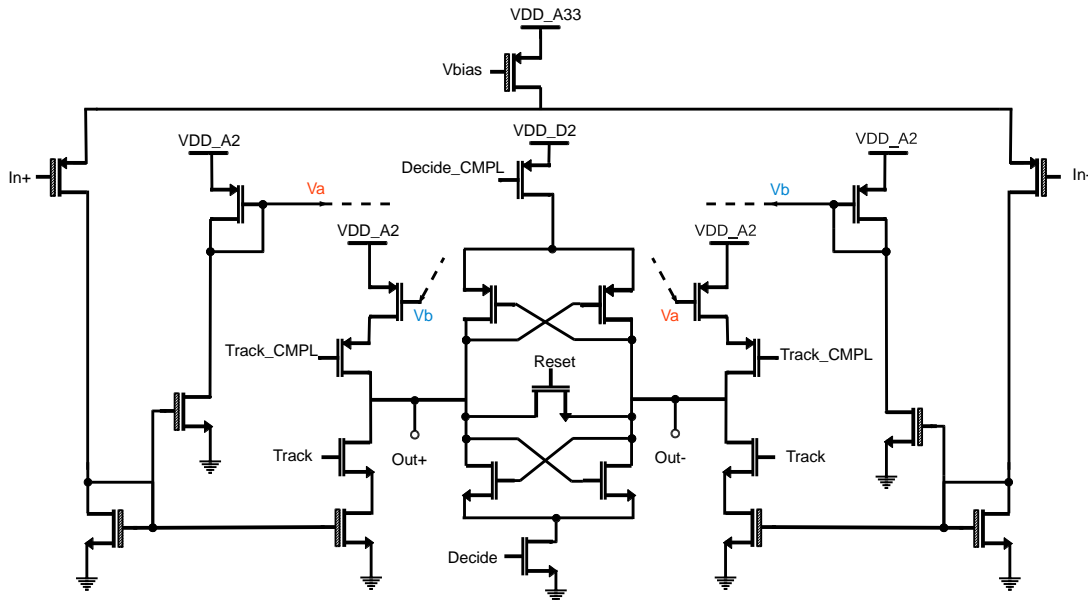 VDD_A33
Vbias
VDD_A2
VDD_D2
VDD_A2
Decide_CMPL
In+
In-
Va
Vb
VDD_A2
VDD_A2
Vb
Va
Track_CMPL
Track_CMPL
Reset
Track
Out+
Out-
Track
Decide